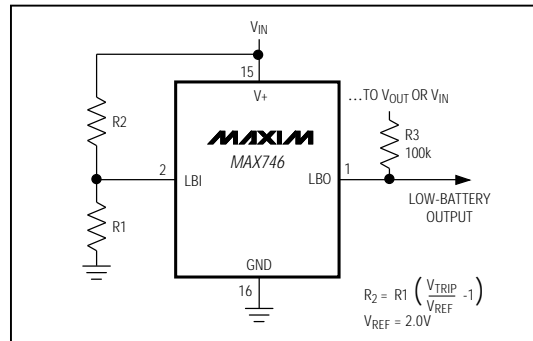 VIN
15
V+
...TO VOUT OR VIN
R2
R3
100k
MAXIM
MAX746
2
LBI
LBO
1
R1
LOW-BATTERY
OUTPUT
GND
16
R2 = R1 ( VTRIP / VREF -1)
VREF = 2.0V